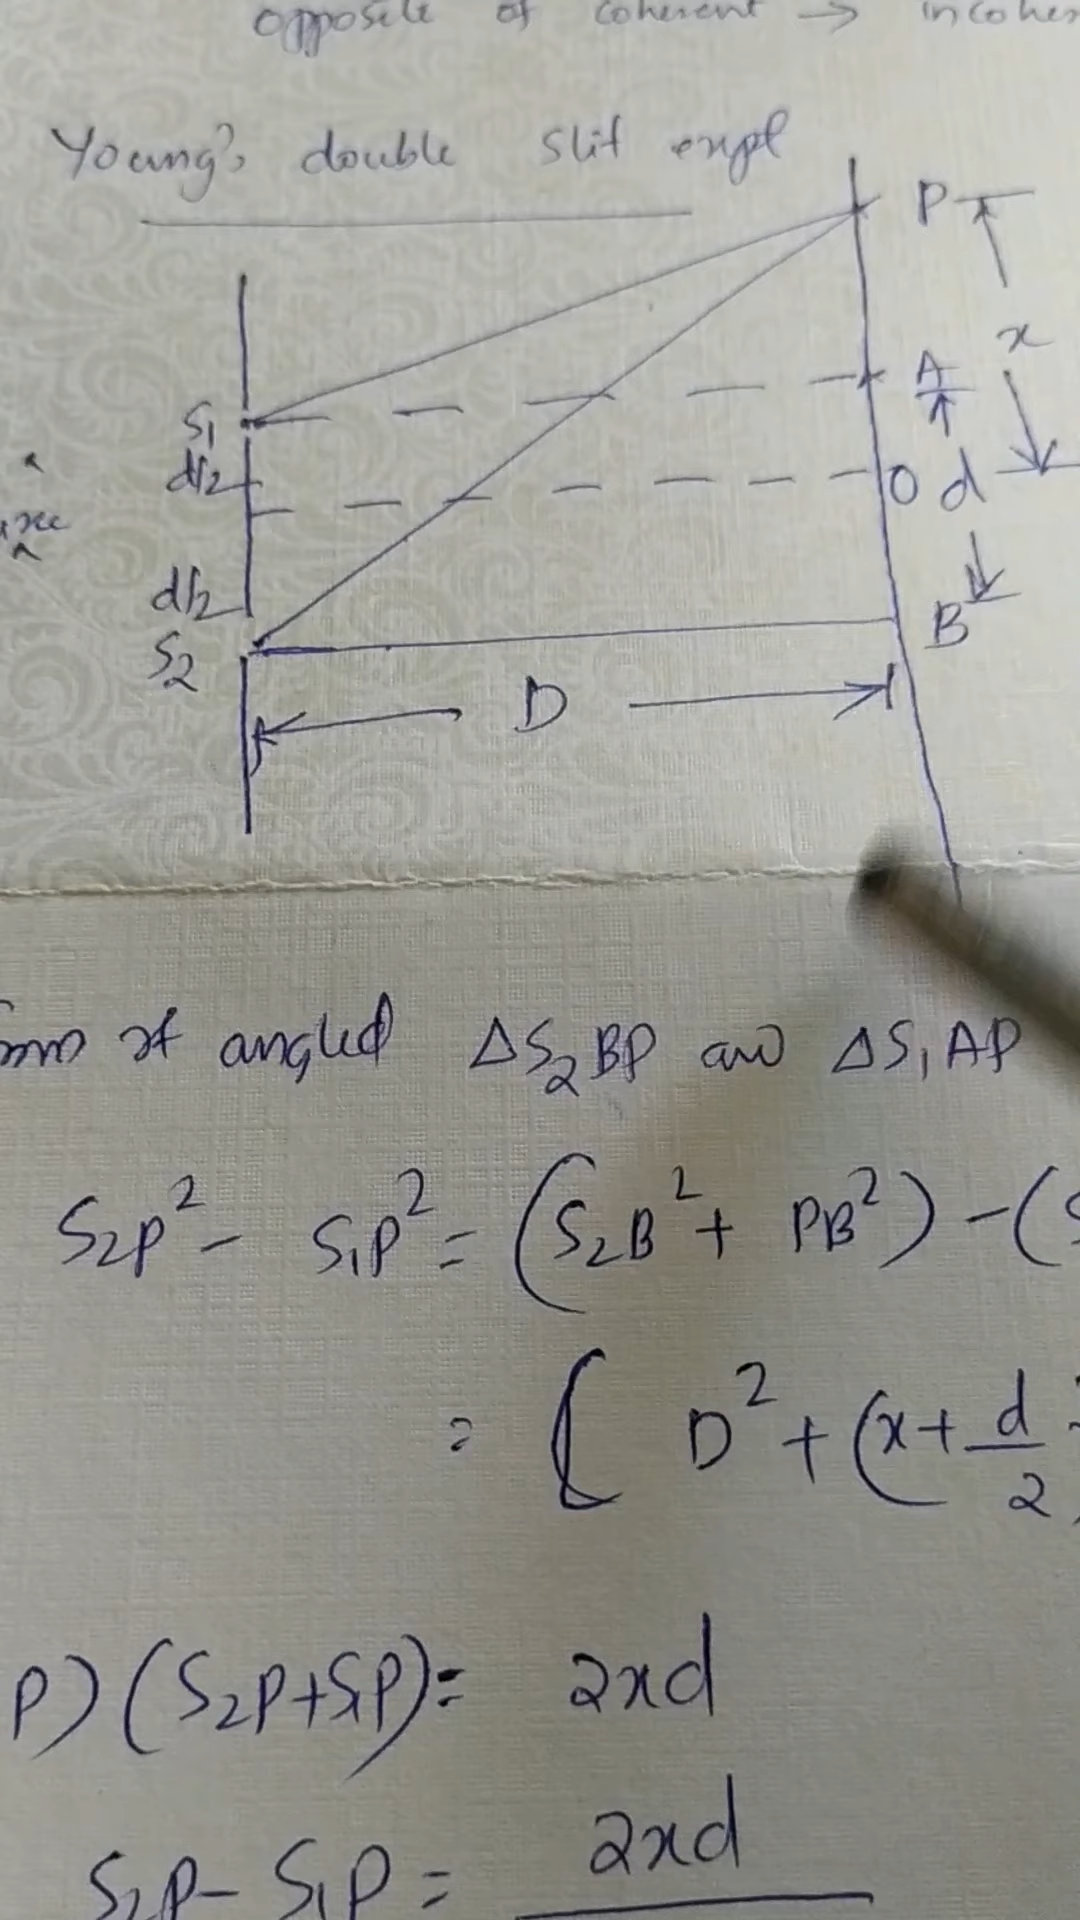 opposite of coherent → incoher
Young's double slit expt
P
x
A
S1
d/2
O d
d/2
B
S2
D
rt angled ΔS2BP and ΔS1AP
S2P² - S1P² = (S2B² + PB²) - (S
= [ D² + (x + d/2)
P) (S2P+S1P) = 2xd
S2P - S1P = 2xd